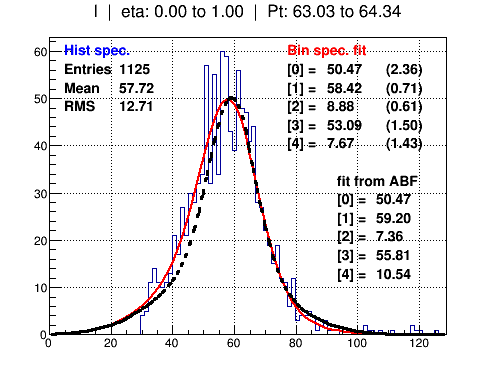 I | eta: 0.00 to 1.00 | Pt: 63.03 to 64.34
Hist spec.
Entries 1125
Mean 57.72
RMS 12.71
Bin spec. fit
[0] = 50.47 (2.36)
[1] = 58.42 (0.71)
[2] = 8.88 (0.61)
[3] = 53.09 (1.50)
[4] = 7.67 (1.43)
fit from ABF
[0] = 50.47
[1] = 59.20
[2] = 7.36
[3] = 55.81
[4] = 10.54
60
50
40
30
20
10
0
0 20 40 60 80 100 120